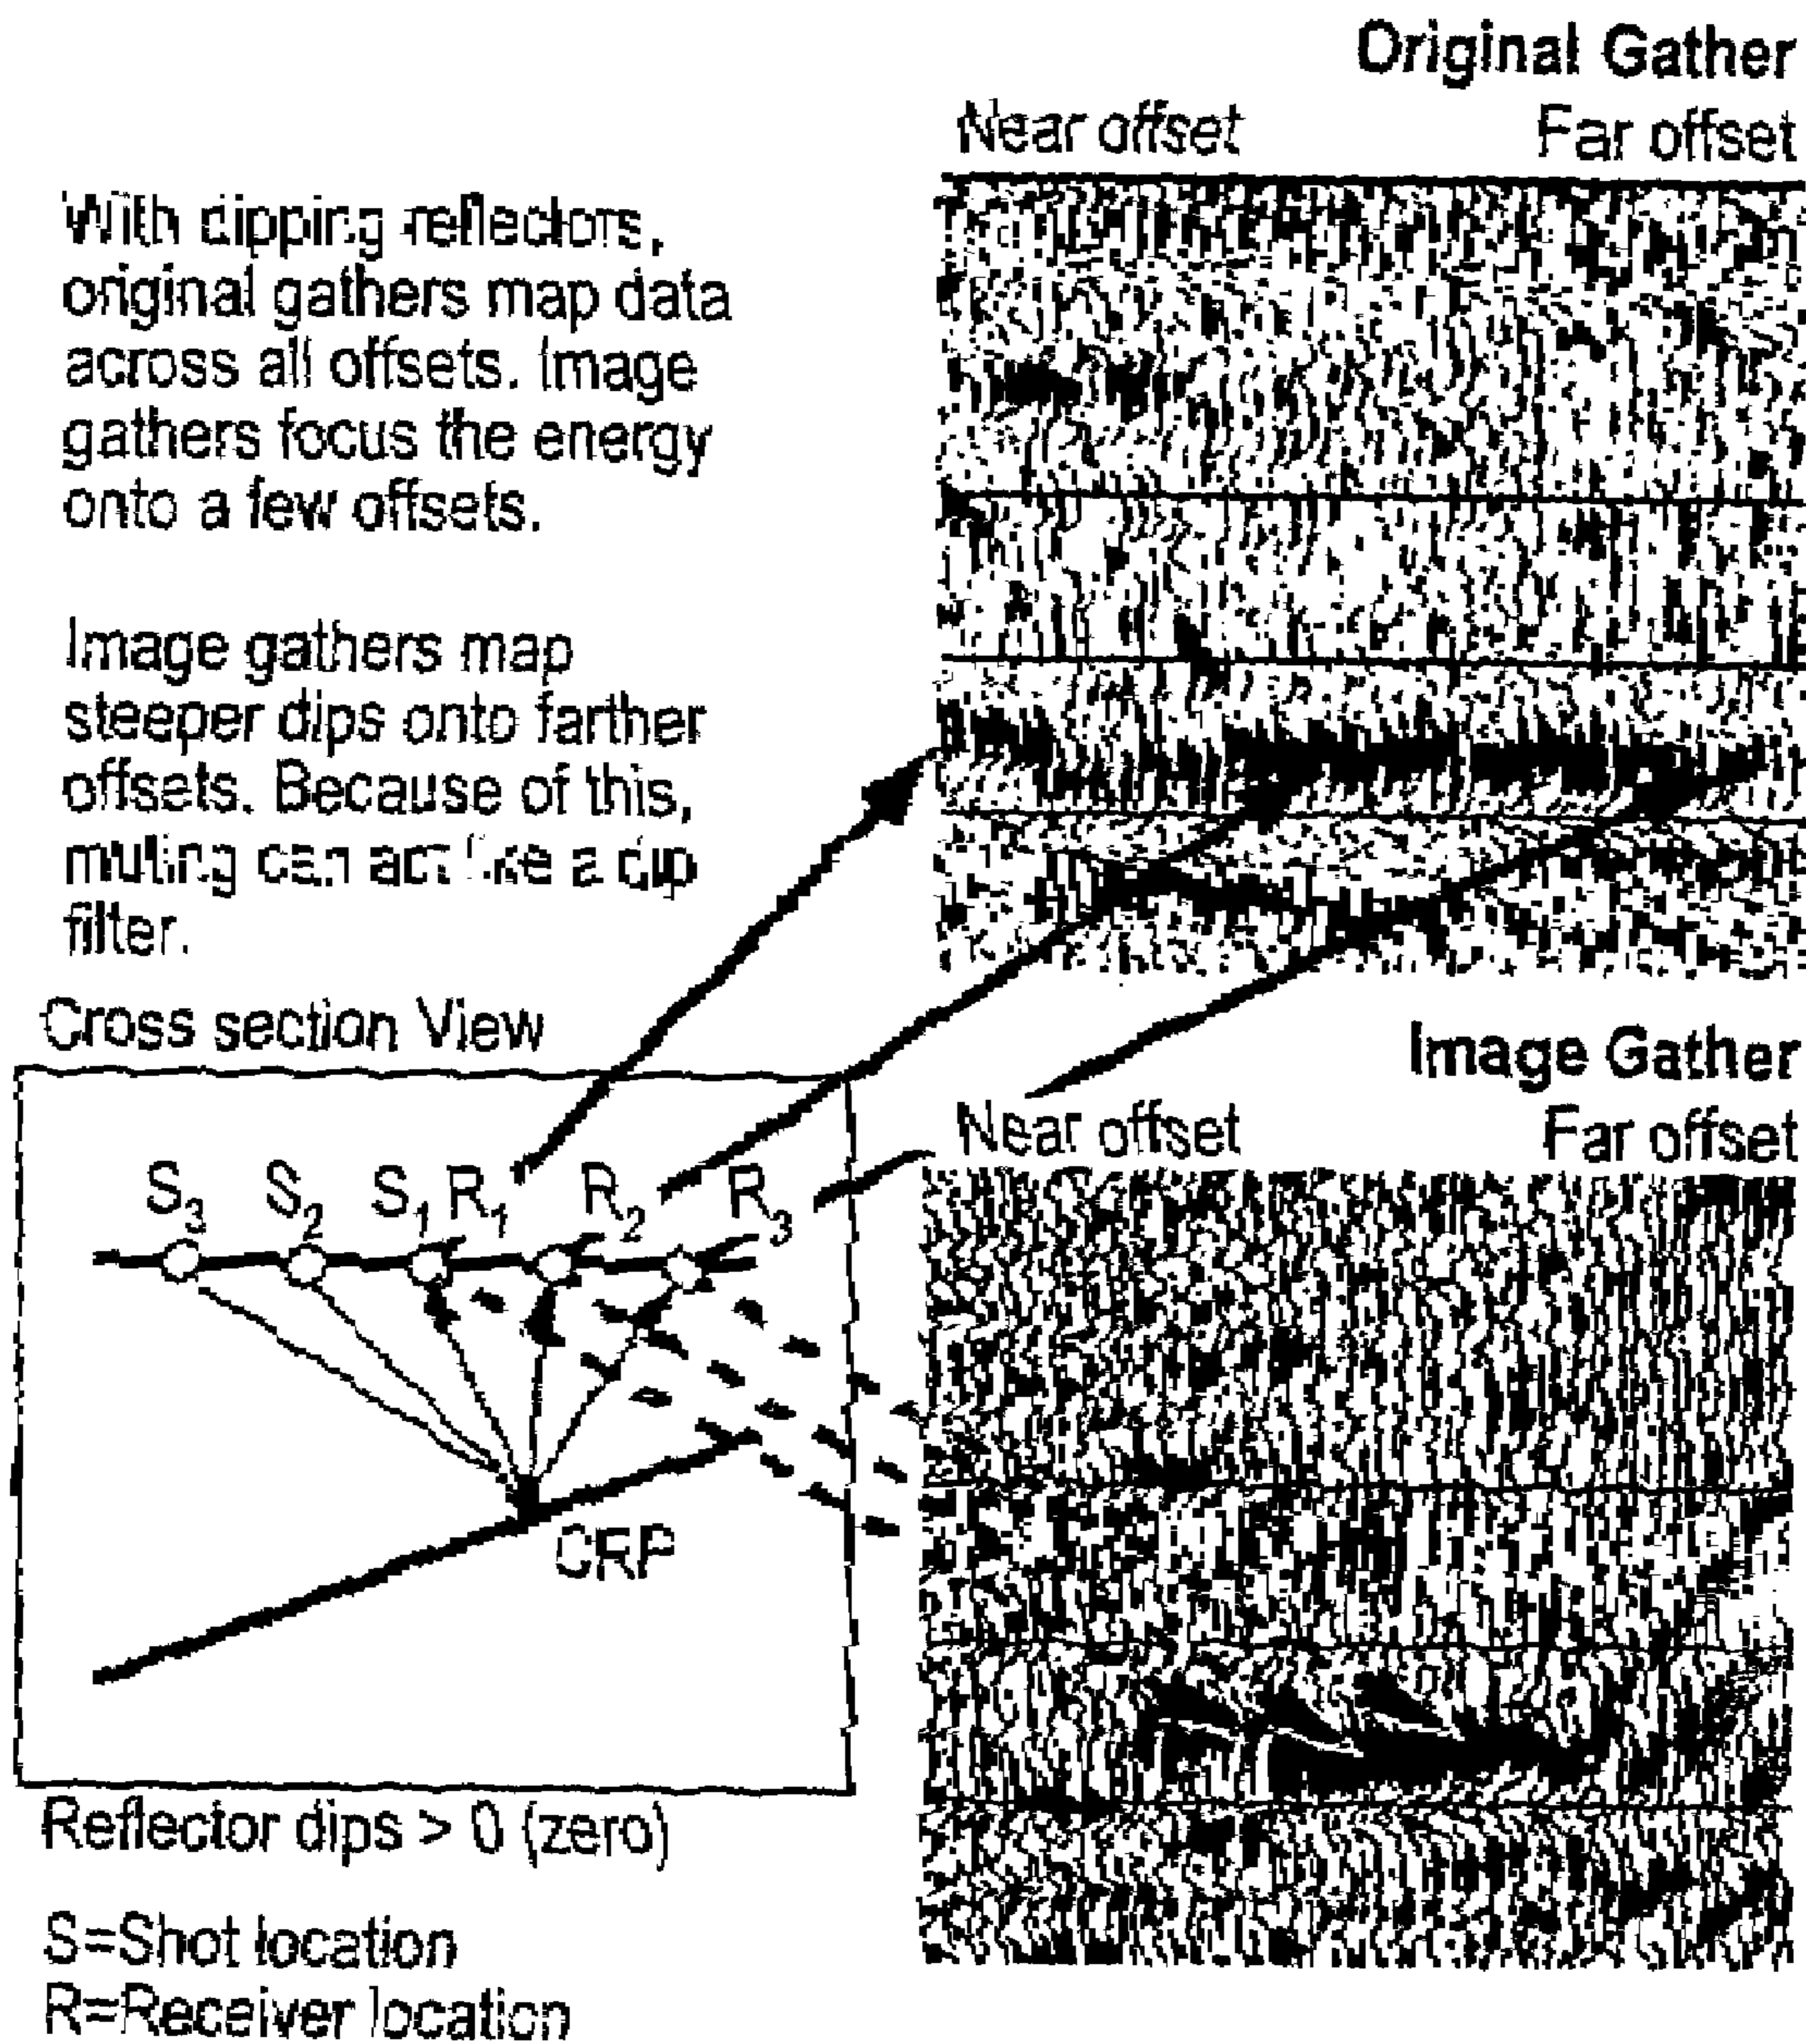 Original Gather
Near offset Far offset
With dipping reflectors,
original gathers map data
across all offsets. Image
gathers focus the energy
onto a few offsets.
Image gathers map
steeper dips onto farther
offsets. Because of this,
muting can act like a dip
filter.
Cross section View
S3 S2 S1 R1 R2 R3
CRP
Reflector dips > 0 (zero)
S=Shot location
R=Receiver location
Image Gather
Near offset Far offset